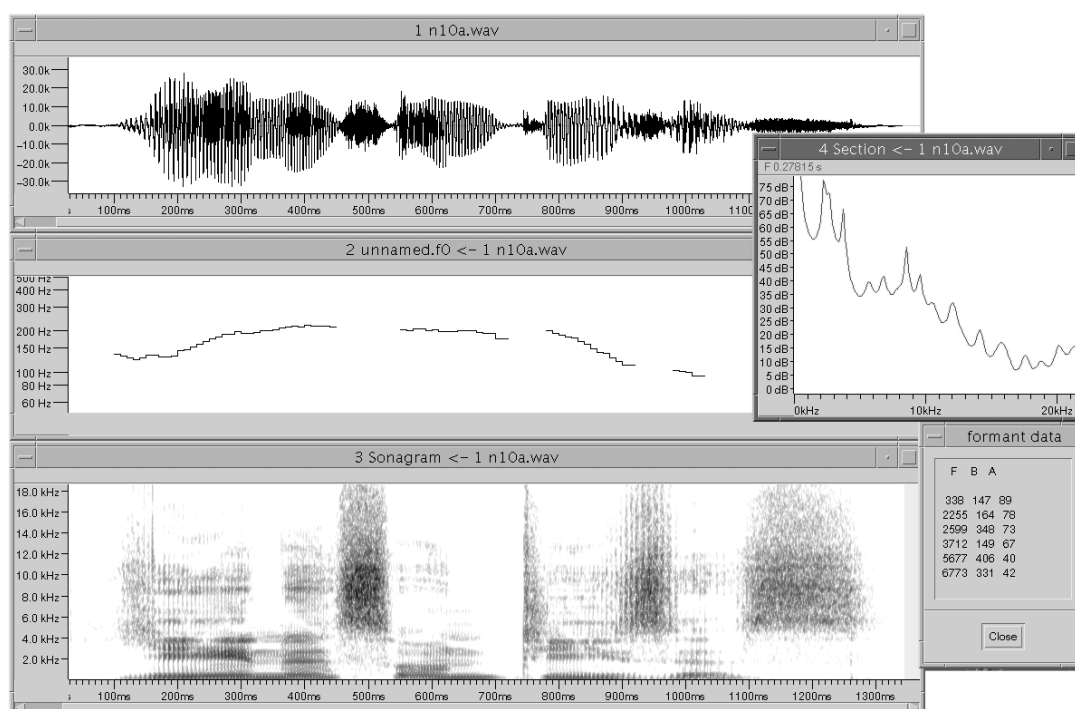 1 n10a.wav
30.0k
20.0k
10.0k
0.0k
−10.0k
−20.0k
−30.0k
s 100ms 200ms 300ms 400ms 500ms 600ms 700ms 800ms 900ms 1000ms 1100
4 Section <- 1 n10a.wav
F 0.27815 s
75 dB
70 dB
65 dB
60 dB
55 dB
50 dB
45 dB
40 dB
35 dB
30 dB
25 dB
20 dB
15 dB
10 dB
5 dB
0 dB
0kHz 10kHz 20kHz
2 unnamed.f0 <- 1 n10a.wav
500 Hz
400 Hz
300 Hz
200 Hz
150 Hz
100 Hz
80 Hz
60 Hz
formant data
F B A
338 147 89
2255 164 78
2599 348 73
3712 149 67
5677 406 40
6773 331 42
Close
3 Sonagram <- 1 n10a.wav
18.0 kHz
16.0 kHz
14.0 kHz
12.0 kHz
10.0 kHz
8.0 kHz
6.0 kHz
4.0 kHz
2.0 kHz
s 100ms 200ms 300ms 400ms 500ms 600ms 700ms 800ms 900ms 1000ms 1100ms 1200ms 1300ms